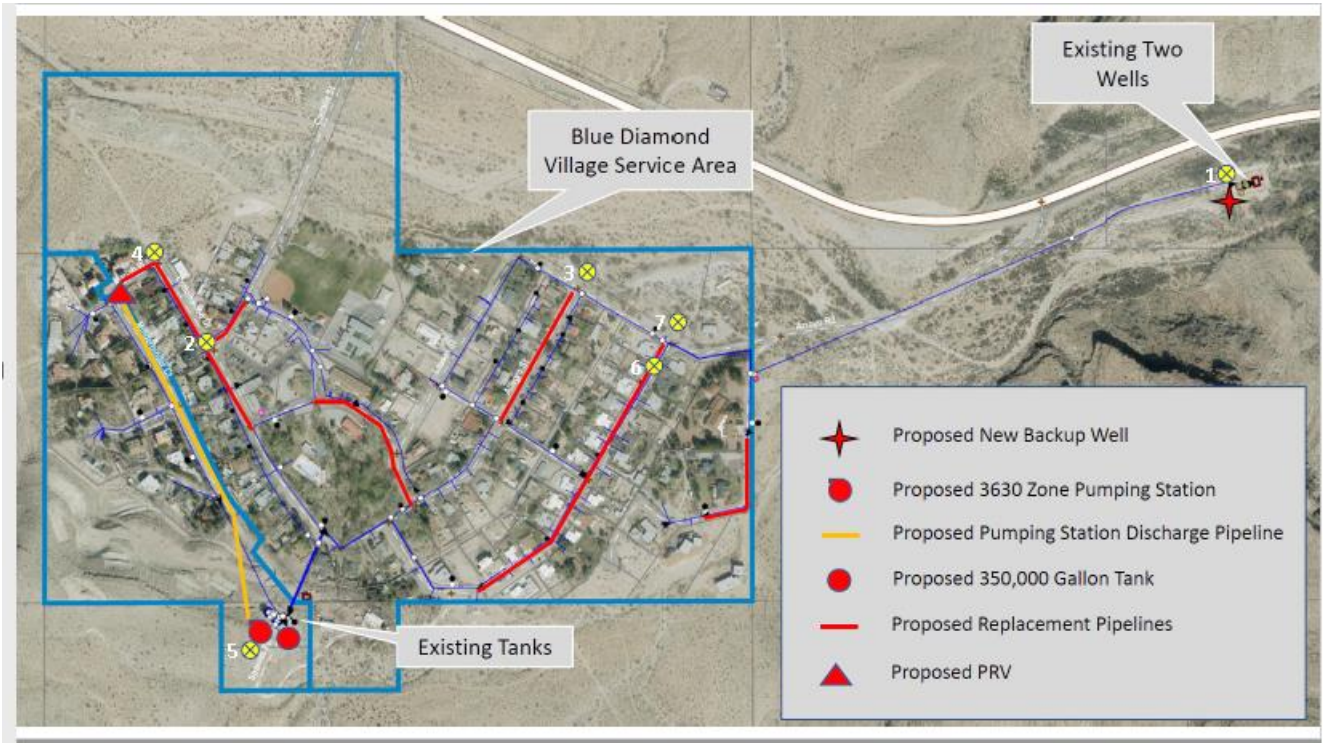 Existing Two
Wells
Blue Diamond
Village Service Area
1
4
3
2
7
6
Arroyo Rd
5
Existing Tanks
Proposed New Backup Well
Proposed 3630 Zone Pumping Station
Proposed Pumping Station Discharge Pipeline
Proposed 350,000 Gallon Tank
Proposed Replacement Pipelines
Proposed PRV